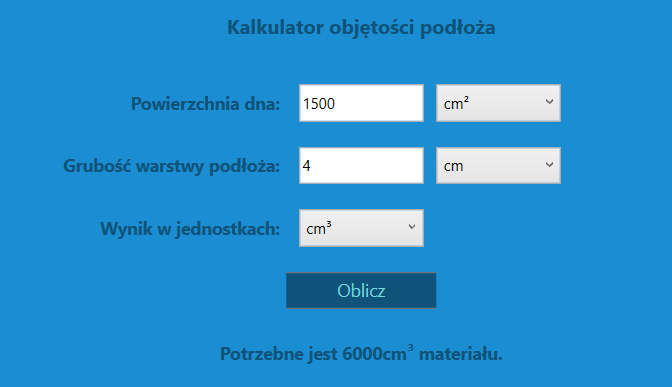 Kalkulator objętości podłoża
Powierzchnia dna: 1500 cm²
Grubość warstwy podłoża: 4 cm
Wynik w jednostkach: cm³
Oblicz
Potrzebne jest 6000cm³ materiału.